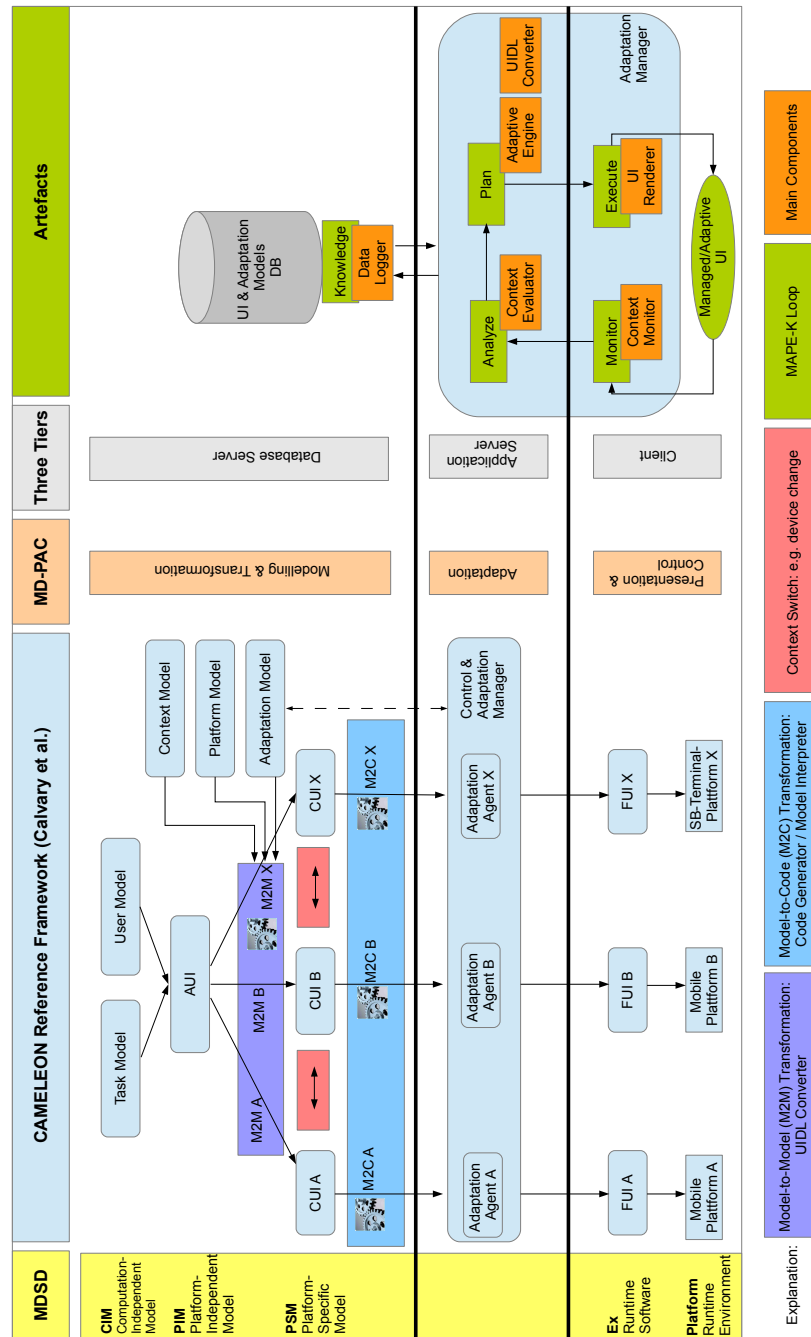 MDSD
CAMELEON Reference Framework (Calvary et al.)
MD-PAC
Three Tiers
Artefacts
CIM
Computation-
Independent
Model
PIM
Platform-
Independent
Model
PSM
Platform-
Specific
Model
Ex
Runtime
Software
Platform
Runtime
Environment
Task Model
User Model
AUI
Context Model
Platform Model
Adaptation Model
M2M A
M2M B
M2M X
CUI A
CUI B
CUI X
M2C A
M2C B
M2C X
Control &
Adaptation
Manager
Adaptation
Agent A
Adaptation
Agent B
Adaptation
Agent X
FUI A
FUI B
FUI X
Mobile
Plattform A
Mobile
Plattform B
SB-Terminal-
Plattform X
Modelling & Transformation
Adaptation
Presentation &
Control
Database Server
Application
Server
Client
UI & Adaptation
Models
DB
Knowledge
Data
Logger
Analyze
Context
Evaluator
Plan
Adaptive
Engine
UIDL
Converter
Monitor
Context
Monitor
Execute
UI
Renderer
Adaptation
Manager
Managed/Adaptive
UI
Explanation:
Model-to-Model (M2M) Transformation:
UIDL Converter
Model-to-Code (M2C) Transformation:
Code Generator / Model Interpreter
Context Switch: e.g. device change
MAPE-K Loop
Main Components